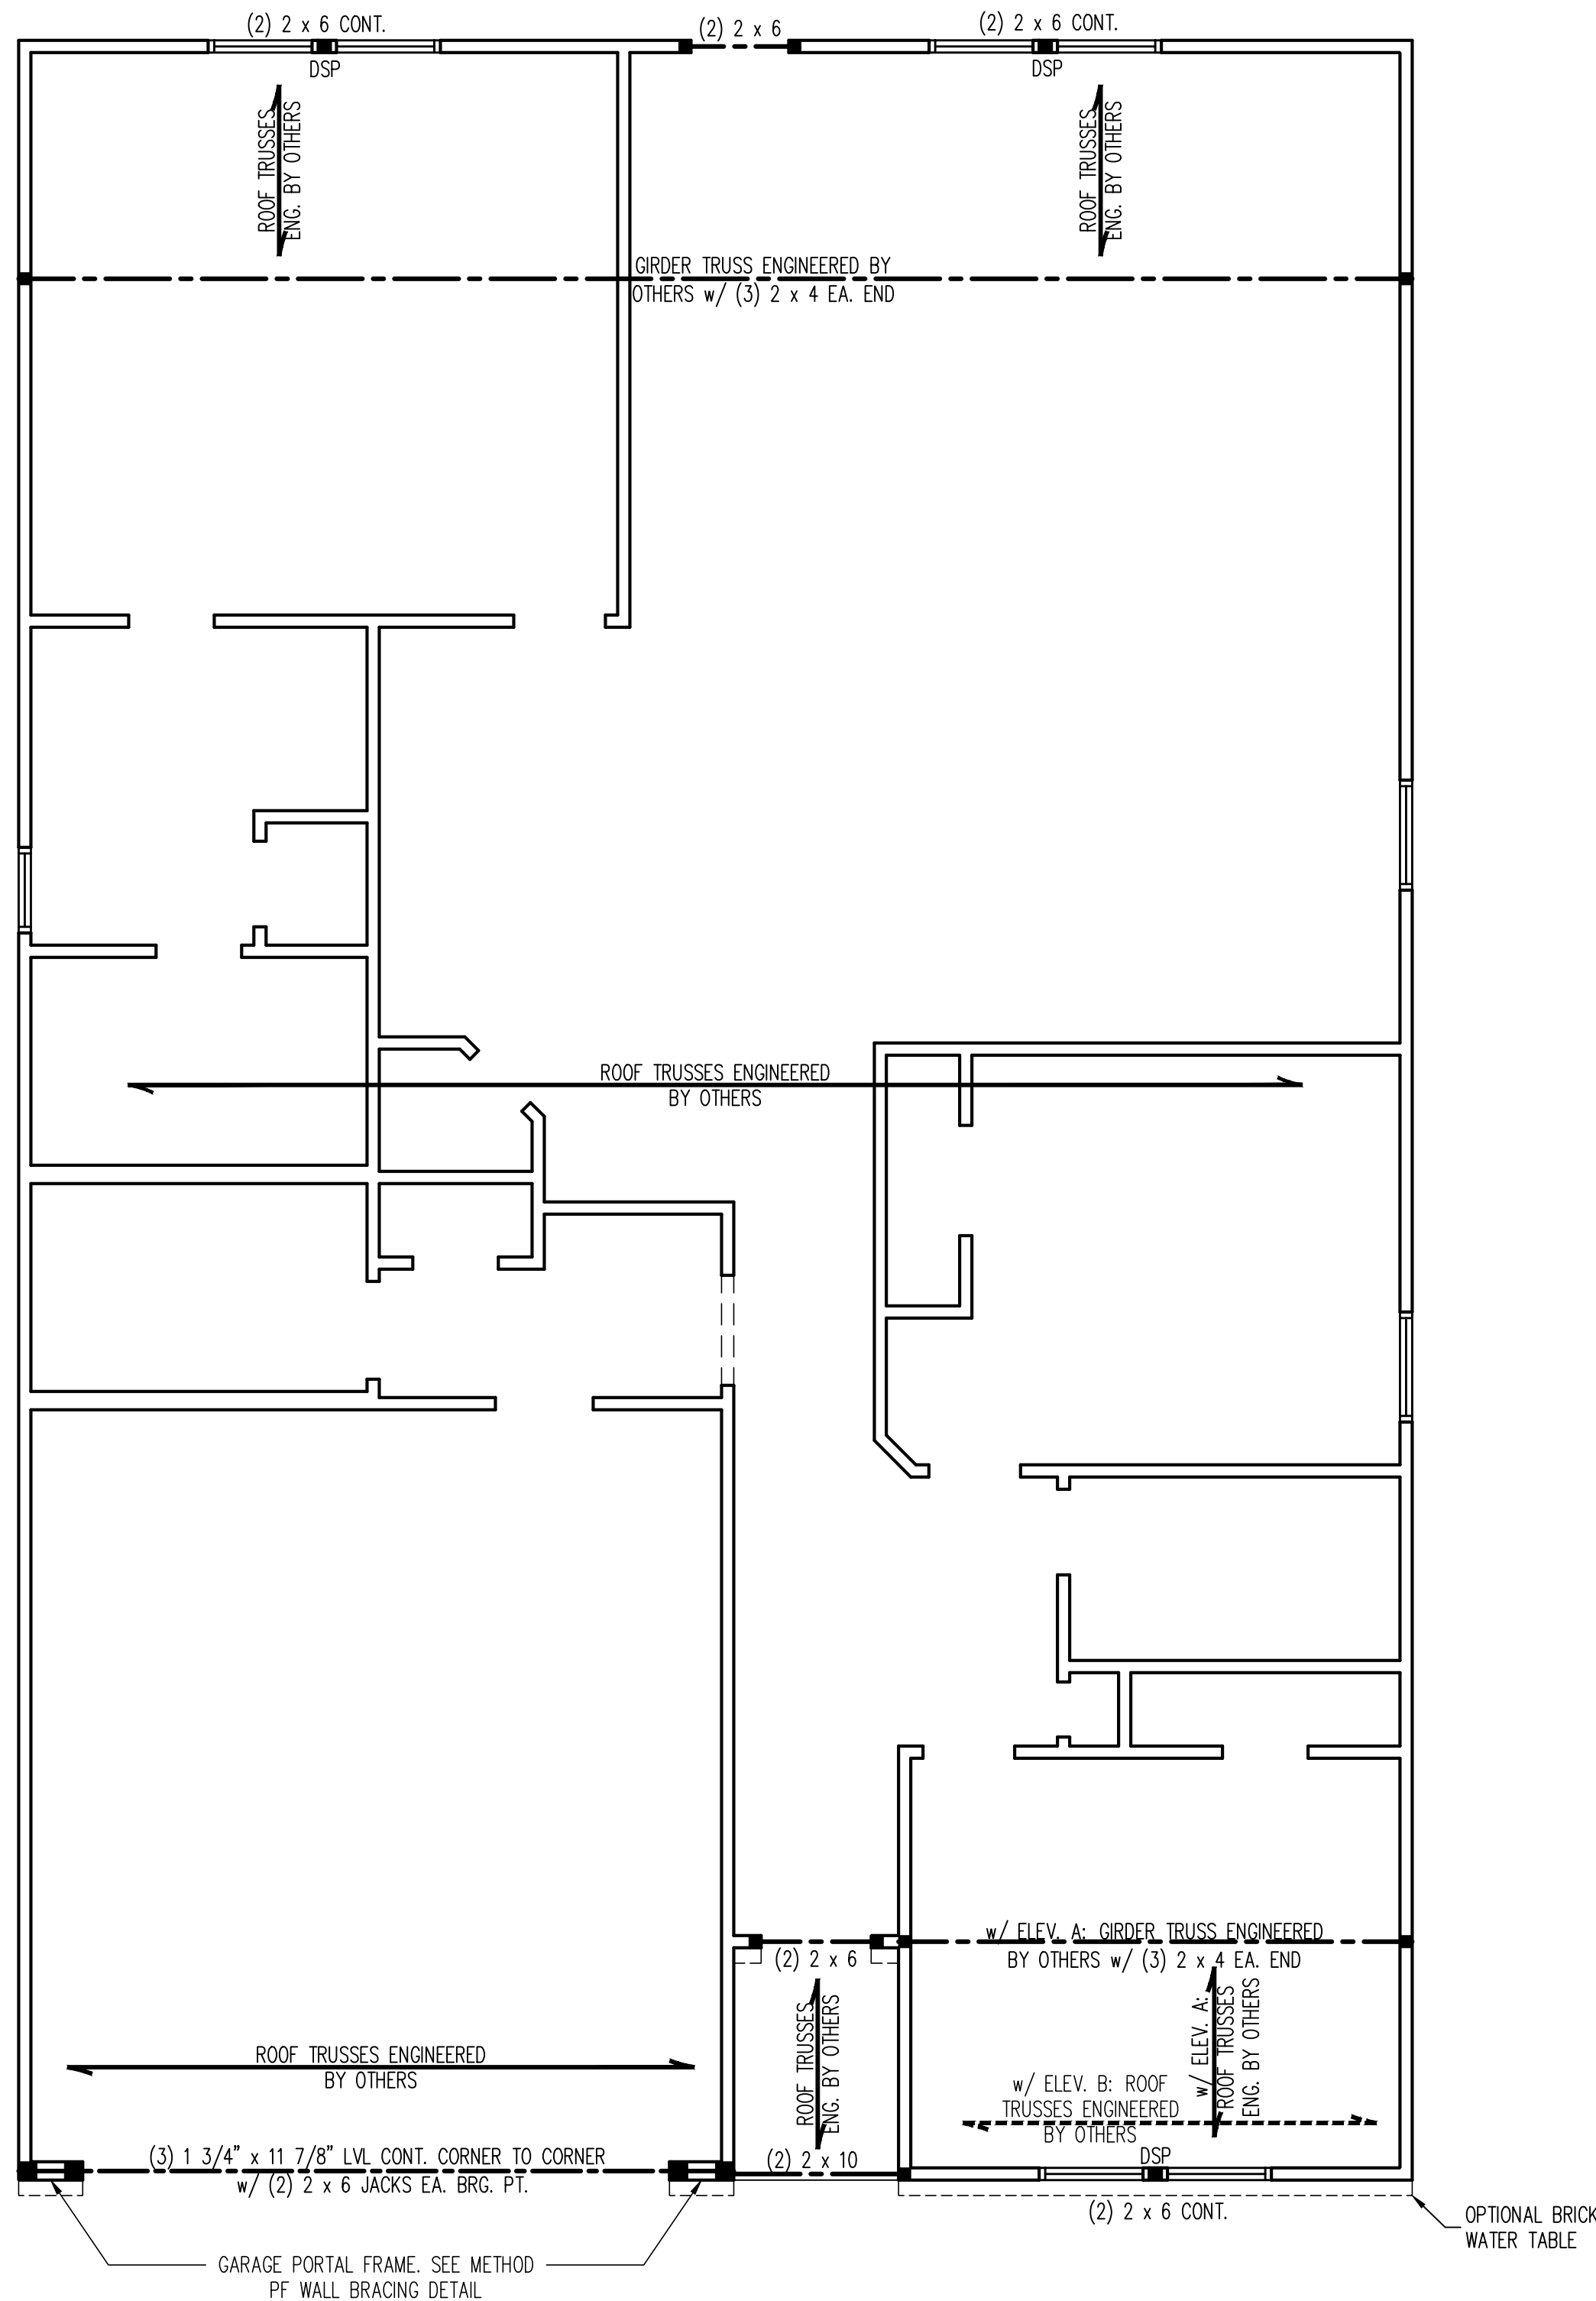 (2) 2 x 6 CONT.
DSP
(2) 2 x 6
(2) 2 x 6 CONT.
DSP
ROOF TRUSSES
ENG. BY OTHERS
ROOF TRUSSES
ENG. BY OTHERS
GIRDER TRUSS ENGINEERED BY
OTHERS w/ (3) 2 x 4 EA. END
ROOF TRUSSES ENGINEERED
BY OTHERS
w/ ELEV. A: GIRDER TRUSS ENGINEERED
BY OTHERS w/ (3) 2 x 4 EA. END
(2) 2 x 6
ROOF TRUSSES
ENG. BY OTHERS
w/ ELEV. A:
ROOF TRUSSES
ENG. BY OTHERS
ROOF TRUSSES ENGINEERED
BY OTHERS
w/ ELEV. B: ROOF
TRUSSES ENGINEERED
BY OTHERS
(3) 1 3/4" x 11 7/8" LVL CONT. CORNER TO CORNER
w/ (2) 2 x 6 JACKS EA. BRG. PT.
(2) 2 x 10
DSP
(2) 2 x 6 CONT.
OPTIONAL BRICK
WATER TABLE
GARAGE PORTAL FRAME. SEE METHOD
PF WALL BRACING DETAIL